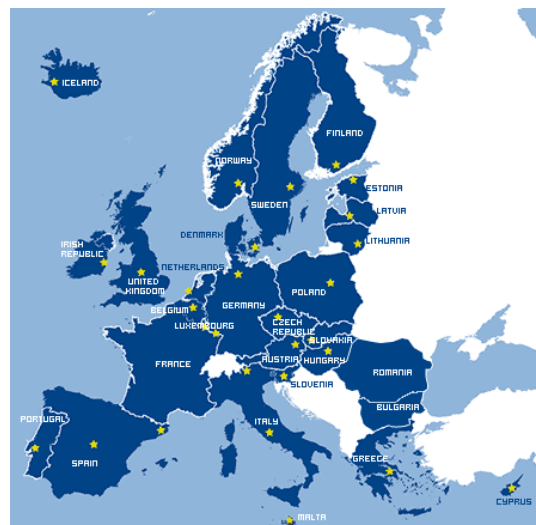 ICELAND
FINLAND
NORWAY
SWEDEN
ESTONIA
LATVIA
LITHUANIA
DENMARK
IRISH
REPUBLIC
UNITED
KINGDOM
NETHERLANDS
BELGIUM
LUXEMBOURG
GERMANY
POLAND
CZECH
REPUBLIC
SLOVAKIA
AUSTRIA
HUNGARY
FRANCE
SLOVENIA
ROMANIA
BULGARIA
PORTUGAL
SPAIN
ITALY
GREECE
CYPRUS
MALTA